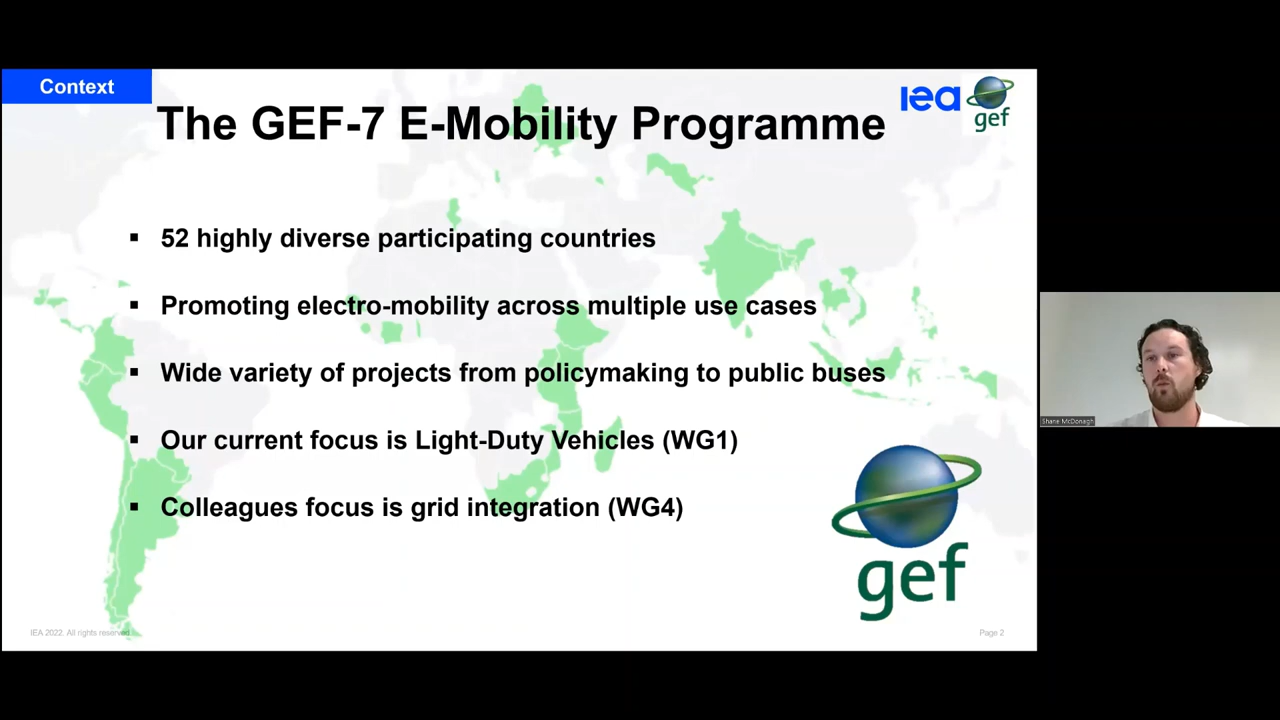 Context
The GEF-7 E-Mobility Programme
iea
gef
▪ 52 highly diverse participating countries
▪ Promoting electro-mobility across multiple use cases
▪ Wide variety of projects from policymaking to public buses
▪ Our current focus is Light-Duty Vehicles (WG1)
▪ Colleagues focus is grid integration (WG4)
gef
IEA 2022. All rights reserved.
Page 2
Shane McDonagh